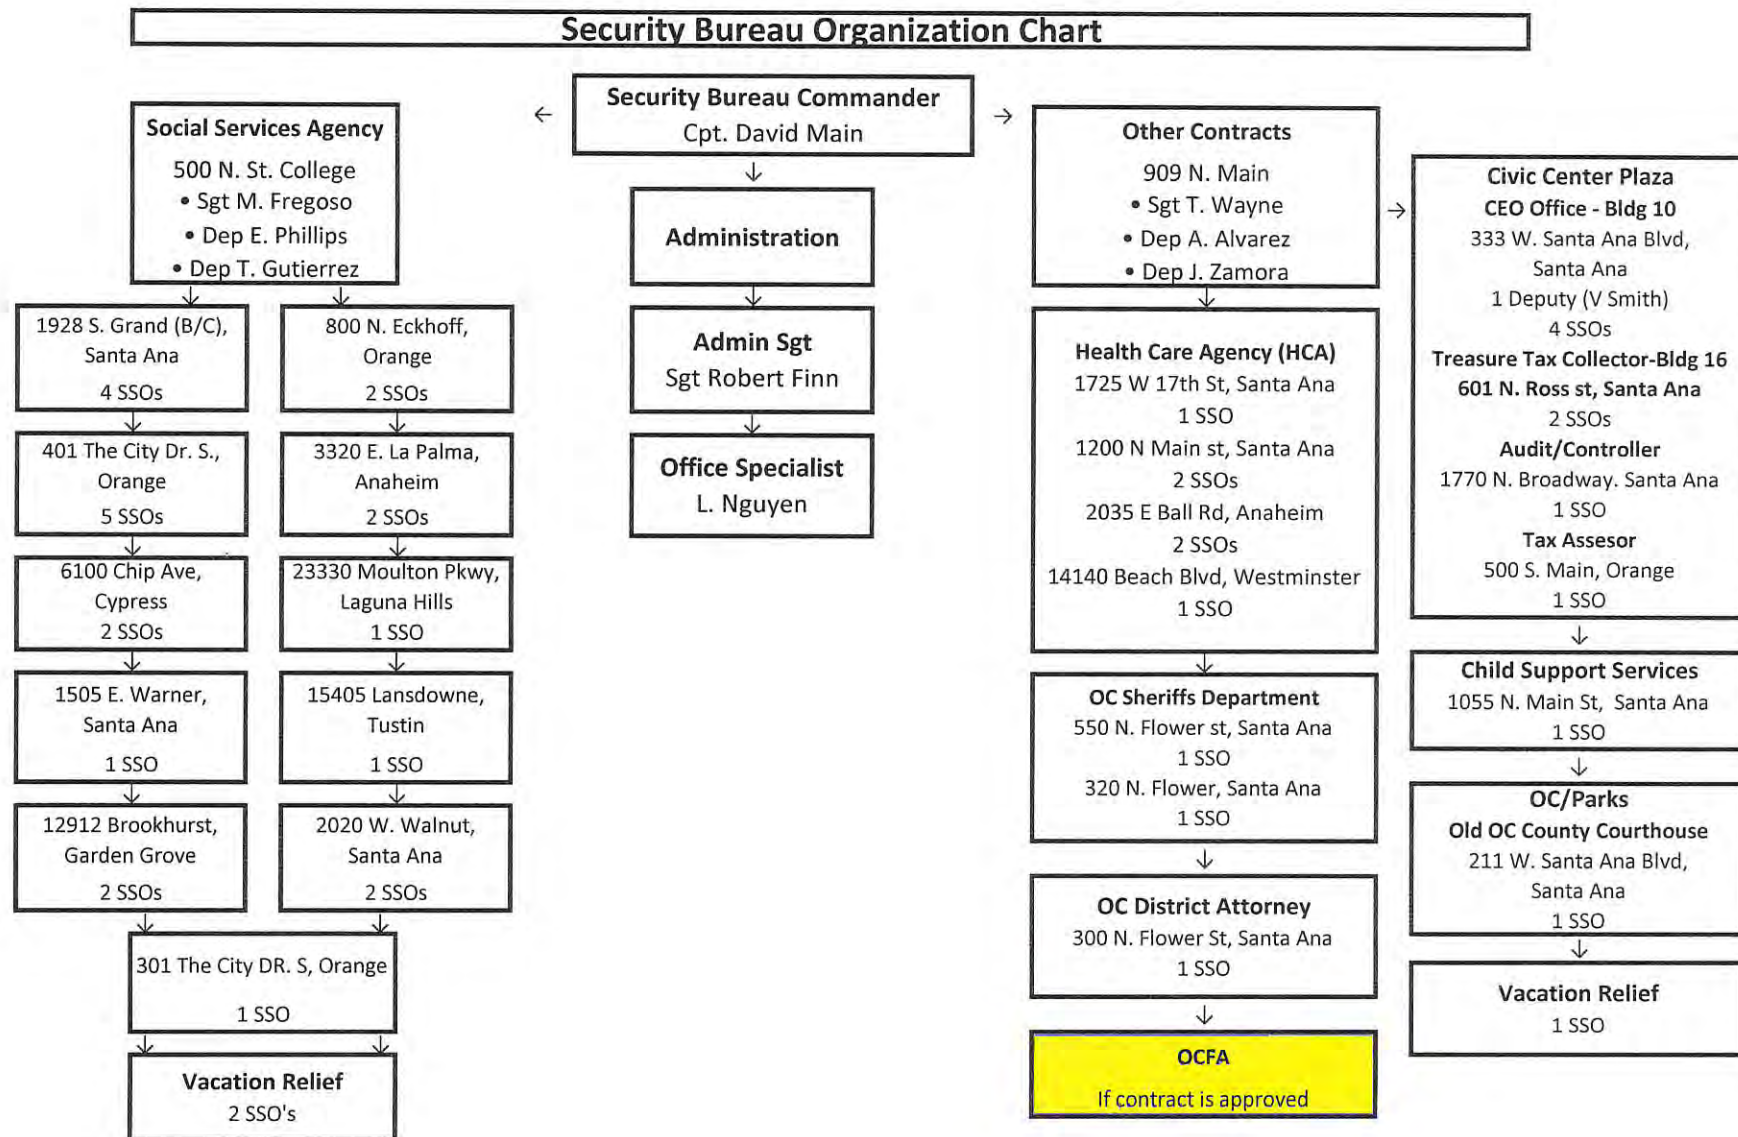 Security Bureau Organization Chart
Security Bureau Commander
Cpt. David Main
←
→
↓
Social Services Agency
500 N. St. College
• Sgt M. Fregoso
• Dep E. Phillips
• Dep T. Gutierrez
1928 S. Grand (B/C),
Santa Ana
4 SSOs
401 The City Dr. S.,
Orange
5 SSOs
6100 Chip Ave,
Cypress
2 SSOs
1505 E. Warner,
Santa Ana
1 SSO
12912 Brookhurst,
Garden Grove
2 SSOs
800 N. Eckhoff,
Orange
2 SSOs
3320 E. La Palma,
Anaheim
2 SSOs
23330 Moulton Pkwy,
Laguna Hills
1 SSO
15405 Lansdowne,
Tustin
1 SSO
2020 W. Walnut,
Santa Ana
2 SSOs
301 The City DR. S, Orange
1 SSO
Vacation Relief
2 SSO's
Administration
Admin Sgt
Sgt Robert Finn
Office Specialist
L. Nguyen
Other Contracts
909 N. Main
• Sgt T. Wayne
• Dep A. Alvarez
• Dep J. Zamora
Health Care Agency (HCA)
1725 W 17th St, Santa Ana
1 SSO
1200 N Main st, Santa Ana
2 SSOs
2035 E Ball Rd, Anaheim
2 SSOs
14140 Beach Blvd, Westminster
1 SSO
OC Sheriffs Department
550 N. Flower st, Santa Ana
1 SSO
320 N. Flower, Santa Ana
1 SSO
OC District Attorney
300 N. Flower St, Santa Ana
1 SSO
OCFA
If contract is approved
Civic Center Plaza
CEO Office - Bldg 10
333 W. Santa Ana Blvd,
Santa Ana
1 Deputy (V Smith)
4 SSOs
Treasure Tax Collector-Bldg 16
601 N. Ross st, Santa Ana
2 SSOs
Audit/Controller
1770 N. Broadway. Santa Ana
1 SSO
Tax Assesor
500 S. Main, Orange
1 SSO
Child Support Services
1055 N. Main St, Santa Ana
1 SSO
OC/Parks
Old OC County Courthouse
211 W. Santa Ana Blvd,
Santa Ana
1 SSO
Vacation Relief
1 SSO